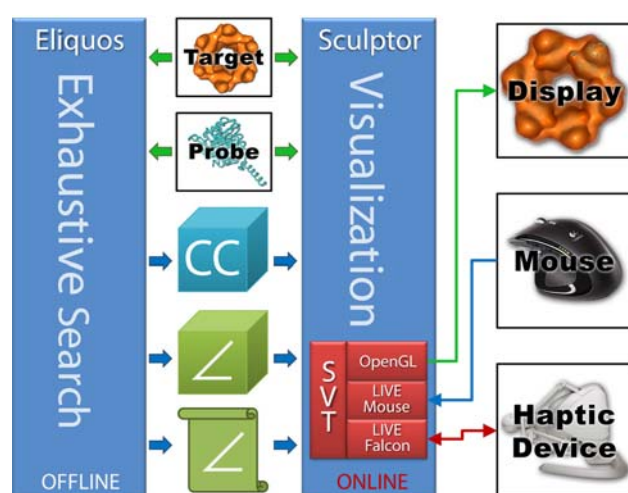 Eliquos
Exhaustive Search
OFFLINE
Target
Probe
CC
Sculptor
Visualization
SVT
OpenGL
LIVE
Mouse
LIVE
Falcon
ONLINE
Display
Mouse
Haptic
Device